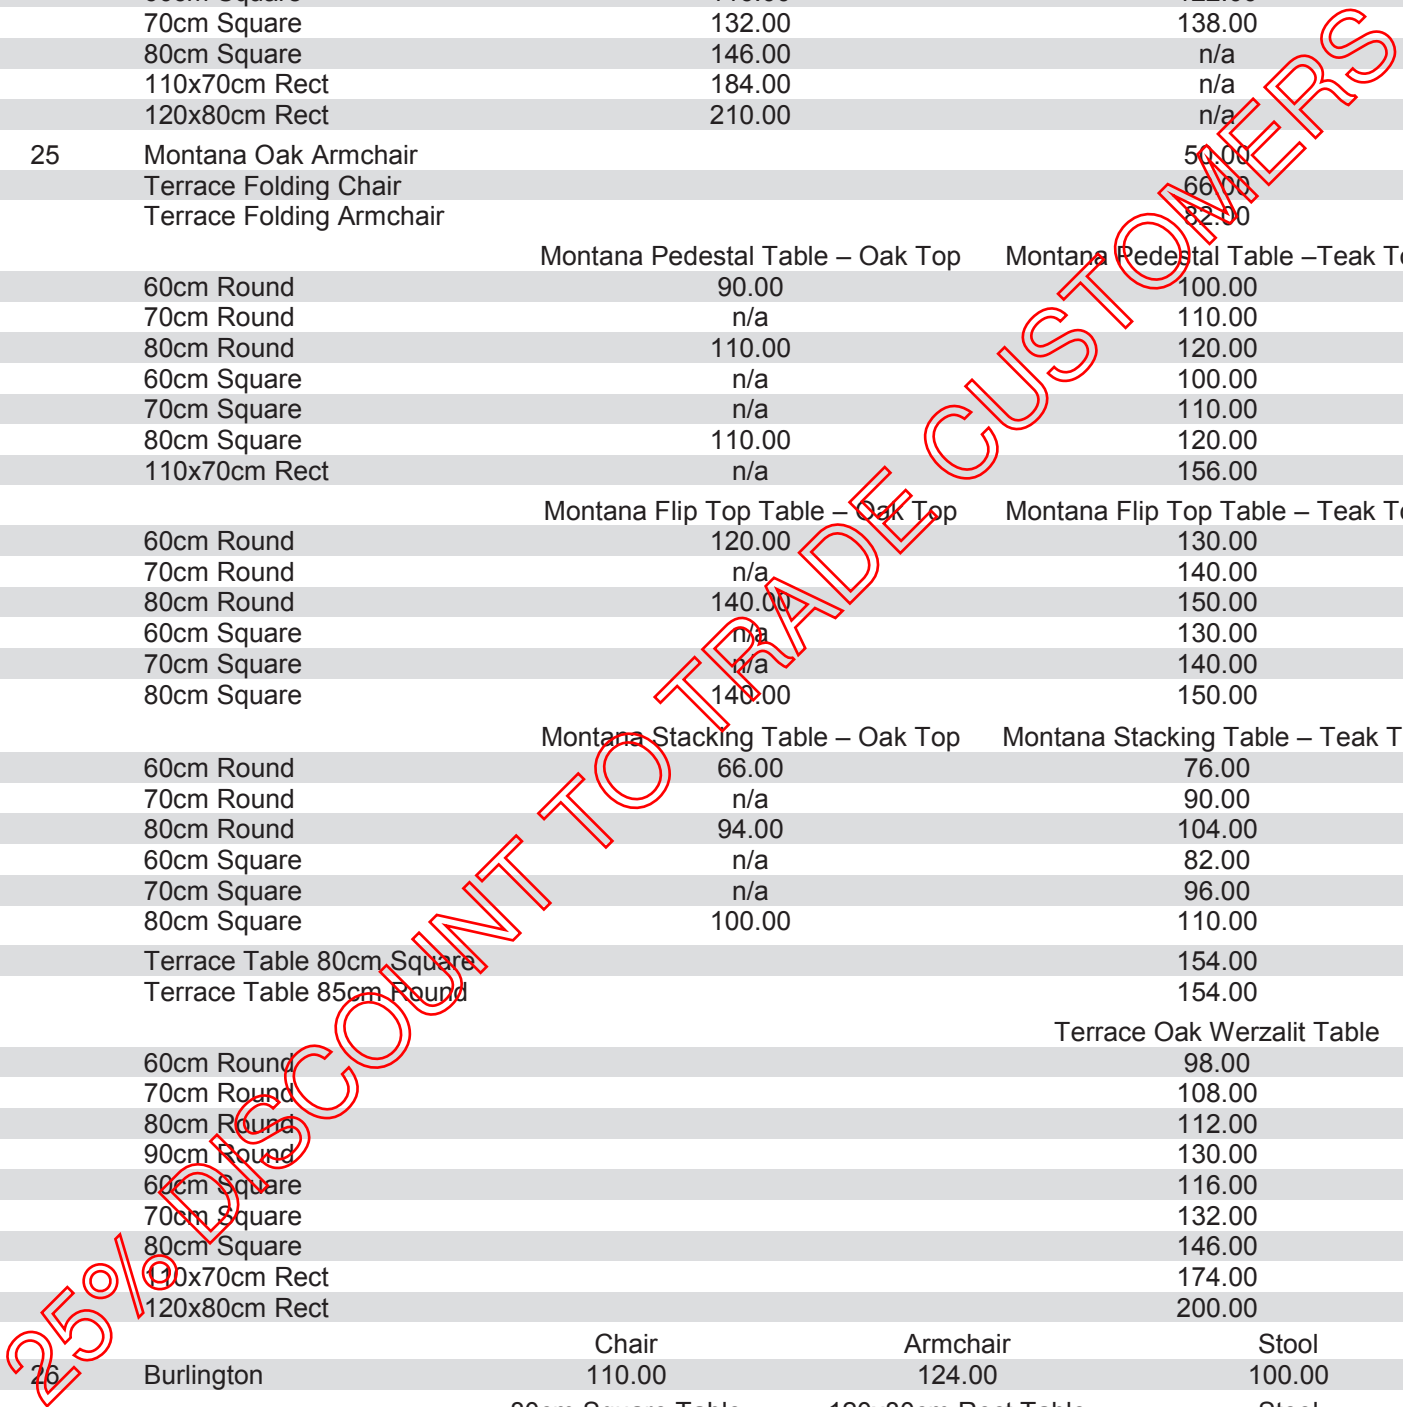 70cm Square 132.00 138.00
80cm Square 146.00 n/a
110x70cm Rect 184.00 n/a
120x80cm Rect 210.00 n/a
25 Montana Oak Armchair 50.00
Terrace Folding Chair 66.00
Terrace Folding Armchair 82.00
Montana Pedestal Table – Oak Top Montana Pedestal Table –Teak
60cm Round 90.00 100.00
70cm Round n/a 110.00
80cm Round 110.00 120.00
60cm Square n/a 100.00
70cm Square n/a 110.00
80cm Square 110.00 120.00
110x70cm Rect n/a 156.00
Montana Flip Top Table – Oak Top Montana Flip Top Table – Teak
60cm Round 120.00 130.00
70cm Round n/a 140.00
80cm Round 140.00 150.00
60cm Square n/a 130.00
70cm Square n/a 140.00
80cm Square 140.00 150.00
Montana Stacking Table – Oak Top Montana Stacking Table – Teak
60cm Round 66.00 76.00
70cm Round n/a 90.00
80cm Round 94.00 104.00
60cm Square n/a 82.00
70cm Square n/a 96.00
80cm Square 100.00 110.00
Terrace Table 80cm Square 154.00
Terrace Table 85cm Round 154.00
Terrace Oak Werzalit Table
60cm Round 98.00
70cm Round 108.00
80cm Round 112.00
90cm Round 130.00
60cm Square 116.00
70cm Square 132.00
80cm Square 146.00
110x70cm Rect 174.00
120x80cm Rect 200.00
Chair Armchair Stool
26 Burlington 110.00 124.00 100.00
25% DISCOUNT TO TRADE CUSTOMERS